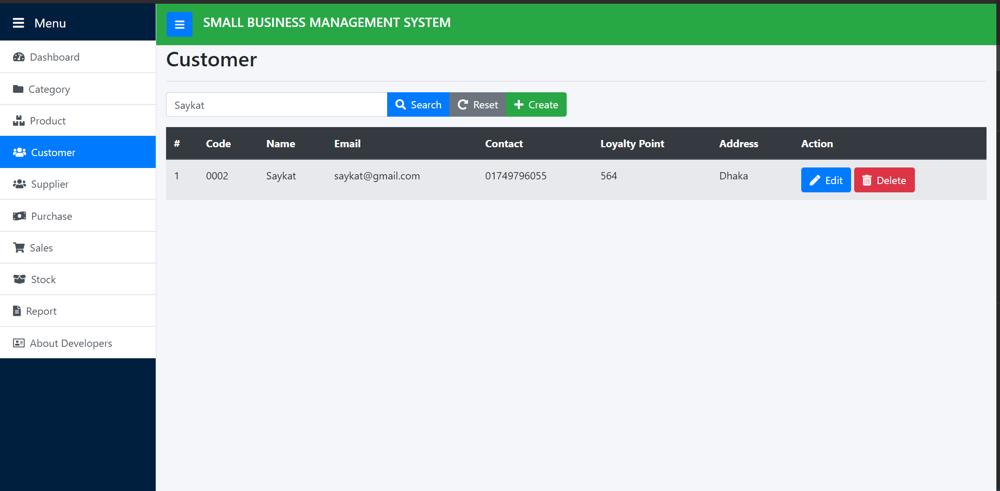 Menu
Dashboard
Category
Product
Customer
Supplier
Purchase
Sales
Stock
Report
About Developers
SMALL BUSINESS MANAGEMENT SYSTEM
Customer
Saykat Search Reset Create
# Code Name Email Contact Loyalty Point Address Action
1 0002 Saykat saykat@gmail.com 01749796055 564 Dhaka Edit Delete